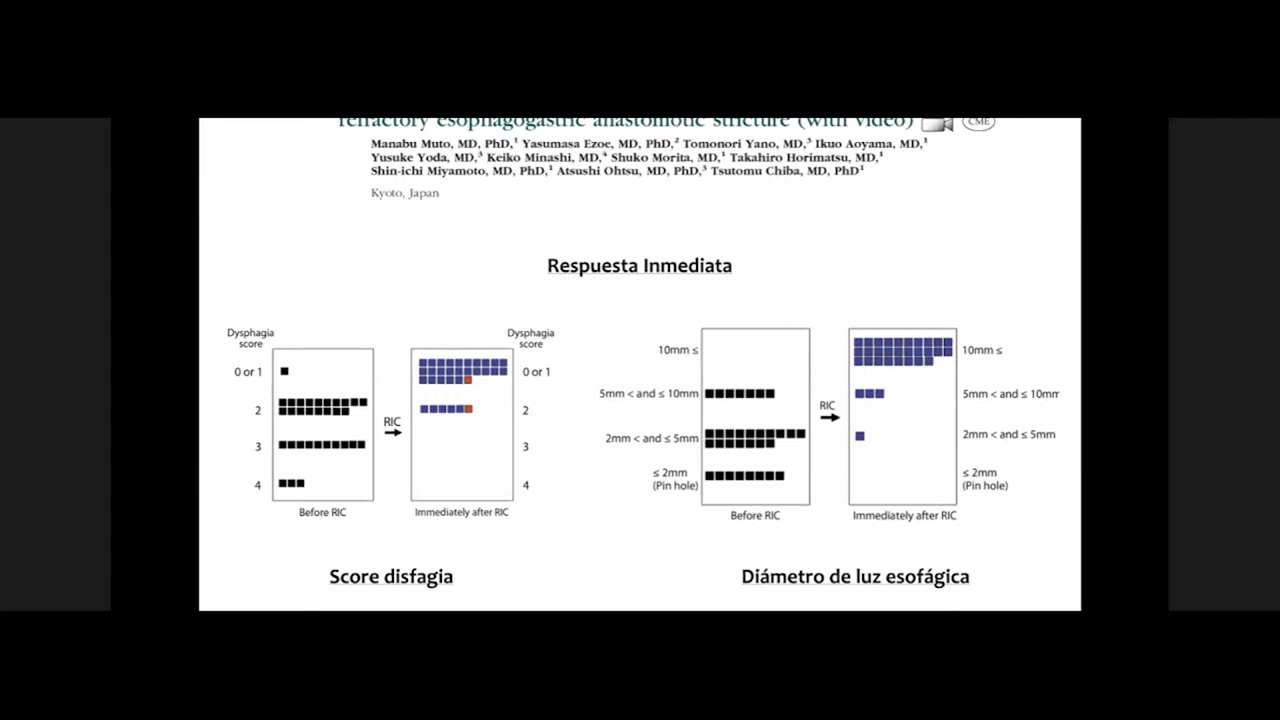 refractory esophagogastric anastomotic stricture (with video)
CME
Manabu Muto, MD, PhD,1 Yasumasa Ezoe, MD, PhD,2 Tomonori Yano, MD,3 Ikuo Aoyama, MD,1
Yusuke Yoda, MD,3 Keiko Minashi, MD,4 Shuko Morita, MD,1 Takahiro Horimatsu, MD,1
Shin-ichi Miyamoto, MD, PhD,1 Atsushi Ohtsu, MD, PhD,3 Tsutomu Chiba, MD, PhD1
Kyoto, Japan
Respuesta Inmediata
Dysphagia
score
0 or 1
2
3
4
Before RIC
RIC
Immediately after RIC
Dysphagia
score
0 or 1
2
3
4
Score disfagia
10mm ≤
5mm < and ≤ 10mm
2mm < and ≤ 5mm
≤ 2mm
(Pin hole)
Before RIC
RIC
Immediately after RIC
10mm ≤
5mm < and ≤ 10mm
2mm < and ≤ 5mm
≤ 2mm
(Pin hole)
Diámetro de luz esofágica